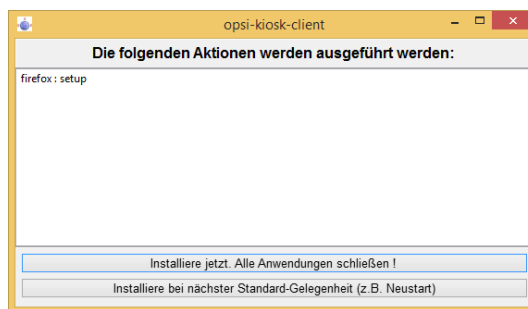 opsi-kiosk-client
Die folgenden Aktionen werden ausgeführt werden:
firefox : setup
Installiere jetzt. Alle Anwendungen schließen !
Installiere bei nächster Standard-Gelegenheit (z.B. Neustart)